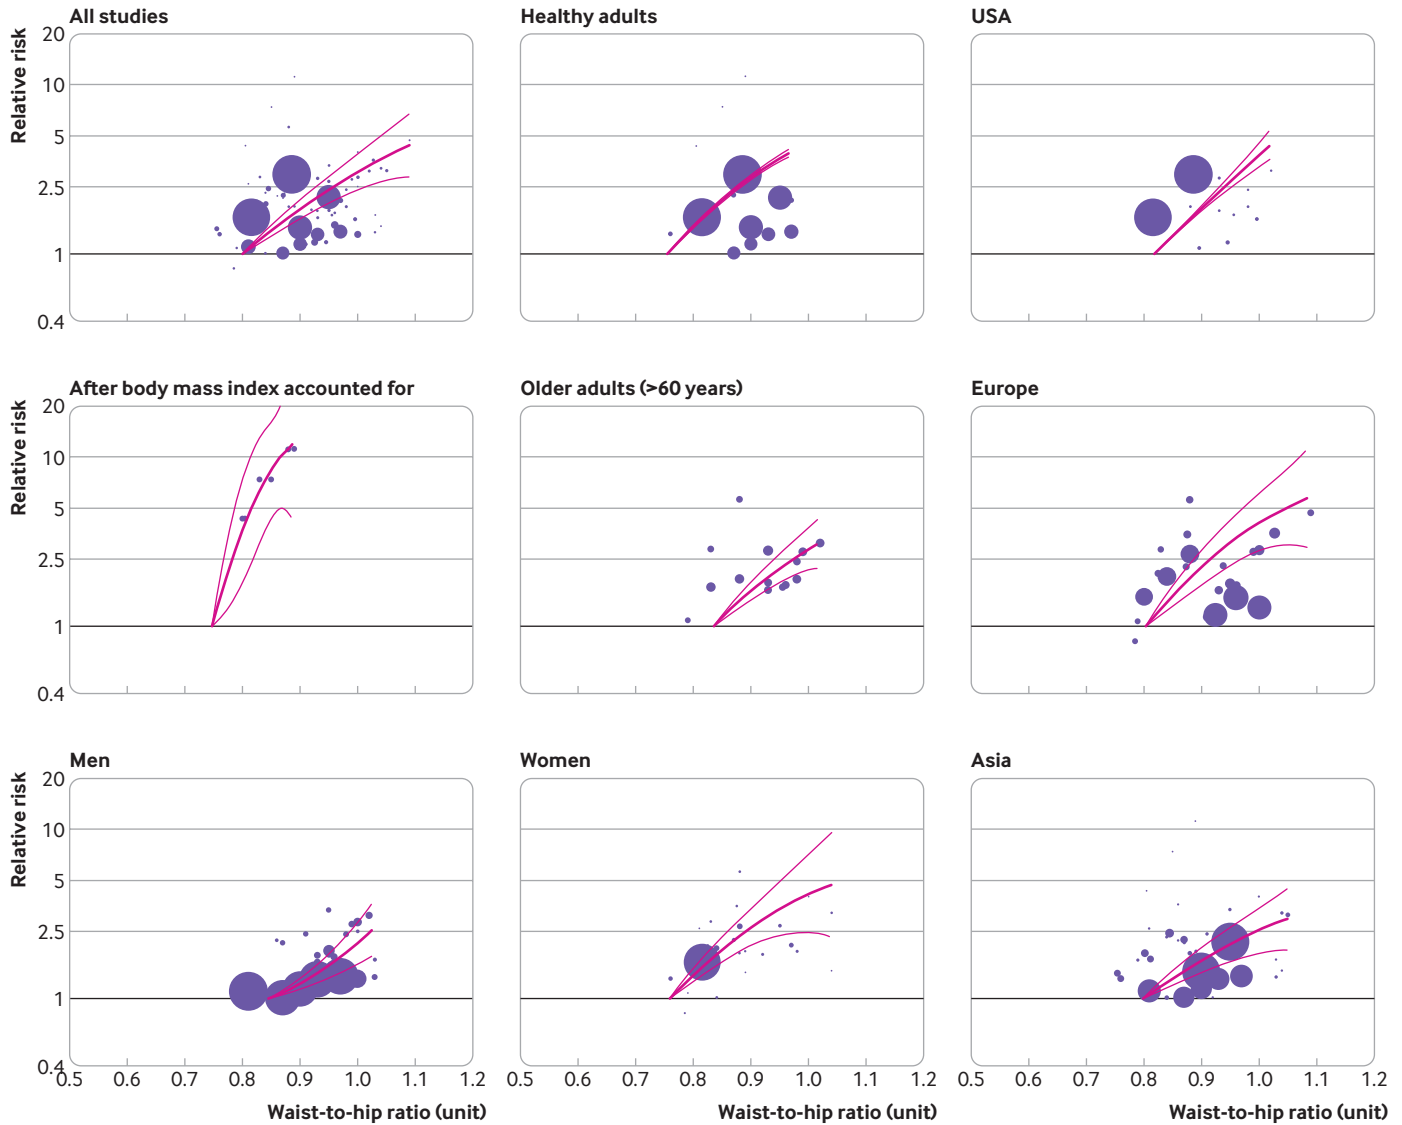 All studies
Healthy adults
USA
Relative risk
20
10
5
2.5
1
0.4
After body mass index accounted for
Older adults (>60 years)
Europe
Relative risk
20
10
5
2.5
1
0.4
Men
Women
Asia
Relative risk
20
10
5
2.5
1
0.4
0.5 0.6 0.7 0.8 0.9 1.0 1.1 1.2
0.5 0.6 0.7 0.8 0.9 1.0 1.1 1.2
0.5 0.6 0.7 0.8 0.9 1.0 1.1 1.2
Waist-to-hip ratio (unit)
Waist-to-hip ratio (unit)
Waist-to-hip ratio (unit)